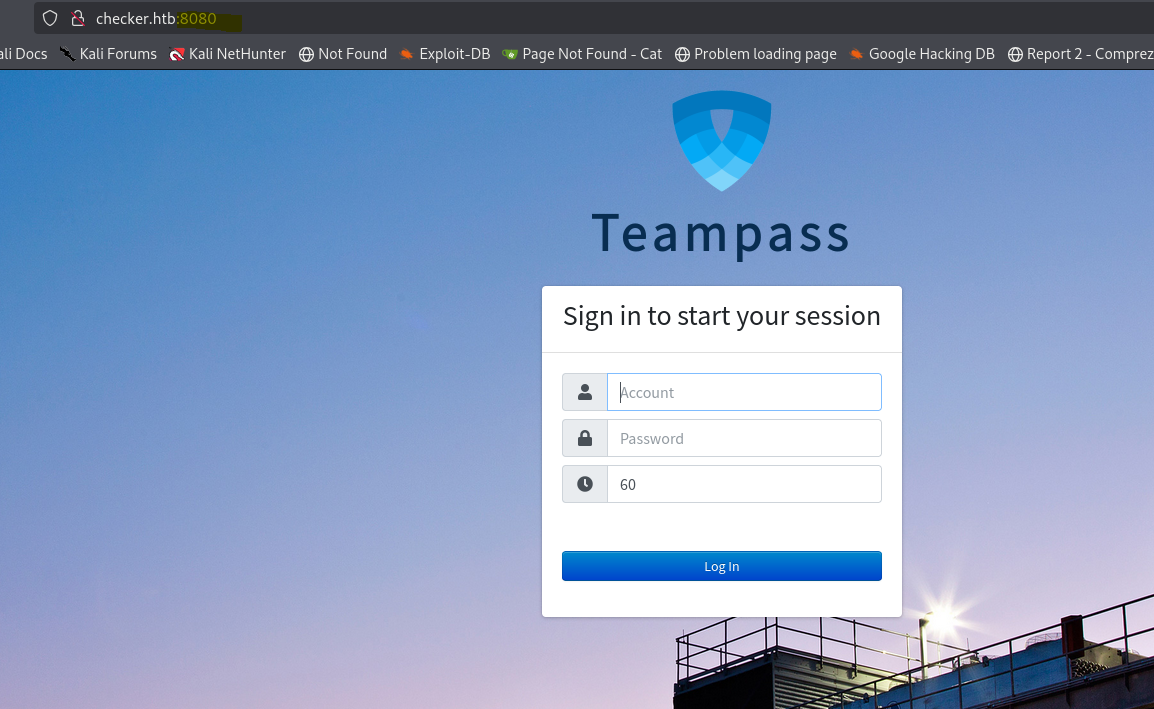 checker.htb:8080
ali Docs Kali Forums Kali NetHunter Not Found Exploit-DB Page Not Found - Cat Problem loading page Google Hacking DB Report 2 - Comprez
Teampass
Sign in to start your session
Account
Password
60
Log In